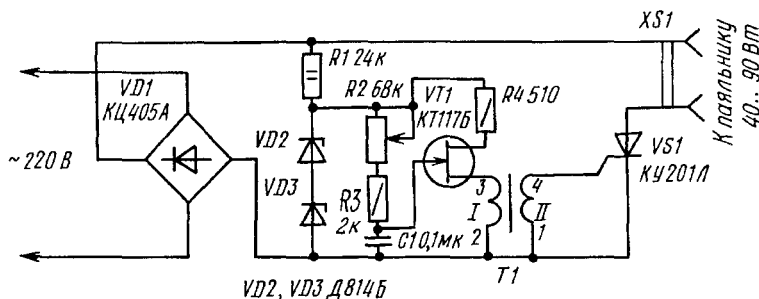 XS1
R1 24к
VD1
КЦ405А
R2 68к
VT1
КТ117Б
R4 510
К паяльнику
40.. 90 Вт
VD2
~220 В
VD3
VS1
КУ201Л
R3
2к
I
3
2
4
II
1
C1 0,1мк
T1
VD2, VD3 Д814Б